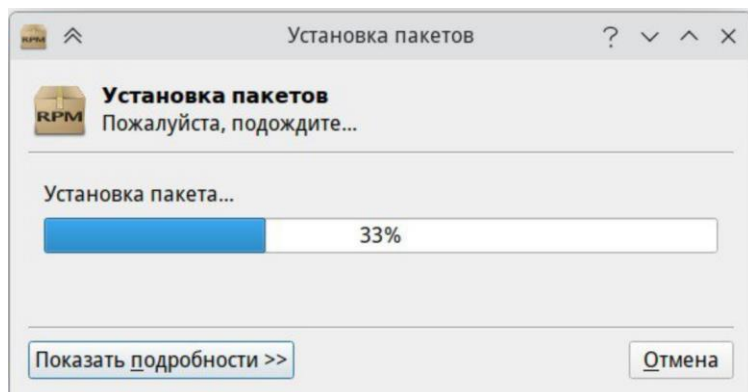 Установка пакетов
RPM
Установка пакетов
Пожалуйста, подождите...
Установка пакета...
33%
Показать подробности >>
Отмена